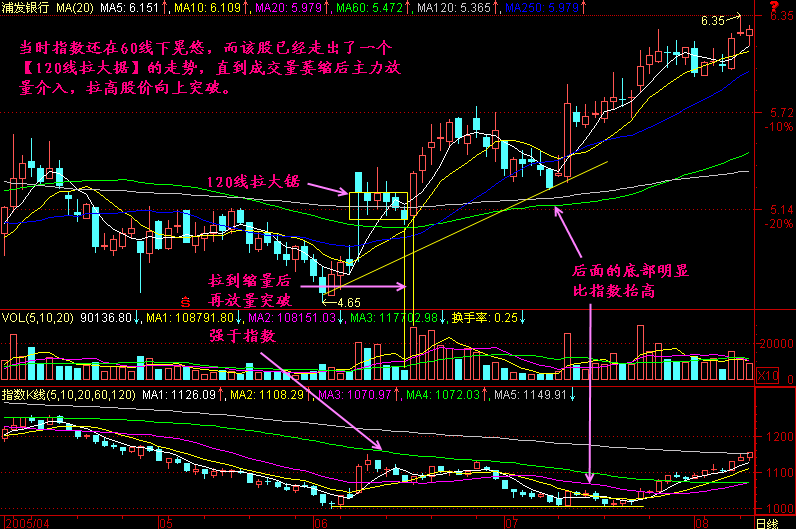 浦发银行 MA(20) MA5: 6.151↑, MA10: 6.109↑, MA20: 5.979↑, MA60: 5.472↑, MA120: 5.365↑, MA250: 5.979↑
6.35
6.35
当时指数还在60线下晃悠，而该股已经走出了一个
【120线拉大据】的走势，直到成交量萎缩后主力放
量介入，拉高股价向上突破。
5.72
-10%
120线拉大锯
5.14
-20%
后面的底部明显
比指数抬高
拉到缩量后
再放量突破
4.65
VOL(5,10,20) 90136.80↓, MA1: 108791.80↓, MA2: 108151.03↓, MA3: 117702.98↓, 换手率: 0.25↓
强于指数
20000
X10
0
指数K线(5,10,20,60,120) MA1: 1126.09↑, MA2: 1108.29↑, MA3: 1070.97↑, MA4: 1072.03↑, MA5: 1149.91↓
1200
1100
1000
2005/04 05 06 07 08 日线